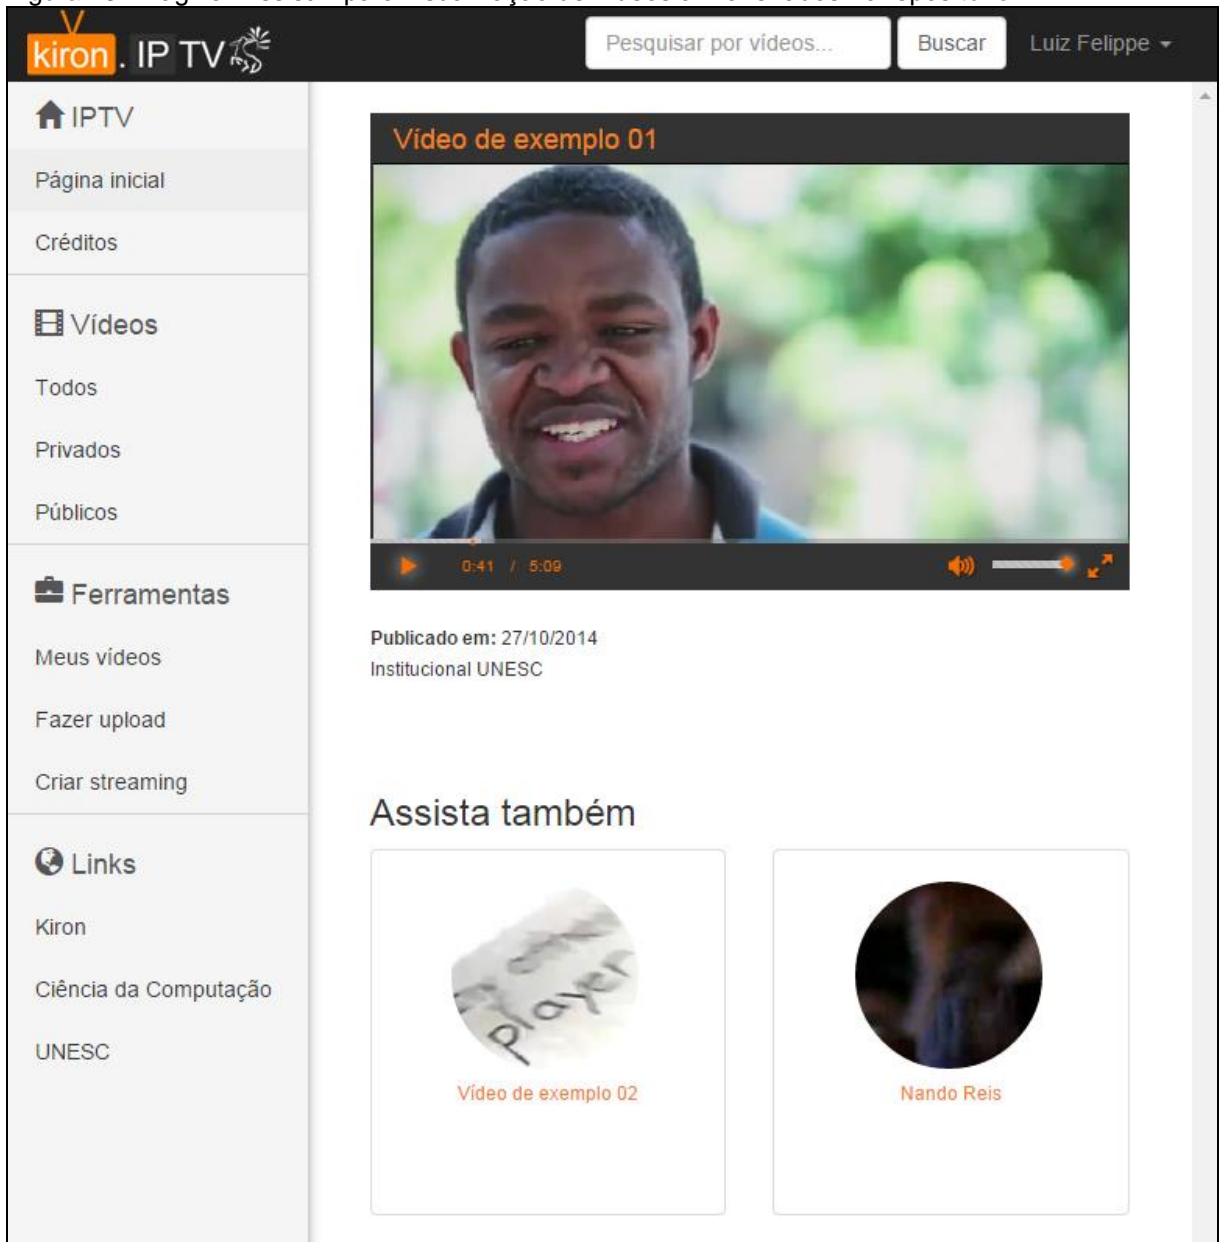 kiron. IP TV
Pesquisar por vídeos...
Buscar
Luiz Felippe
IPTV
Página inicial
Créditos
Vídeos
Todos
Privados
Públicos
Ferramentas
Meus vídeos
Fazer upload
Criar streaming
Links
Kiron
Ciência da Computação
UNESC
Vídeo de exemplo 01
0:41 / 5:09
Publicado em: 27/10/2014
Institucional UNESC
Assista também
player
Vídeo de exemplo 02
Nando Reis